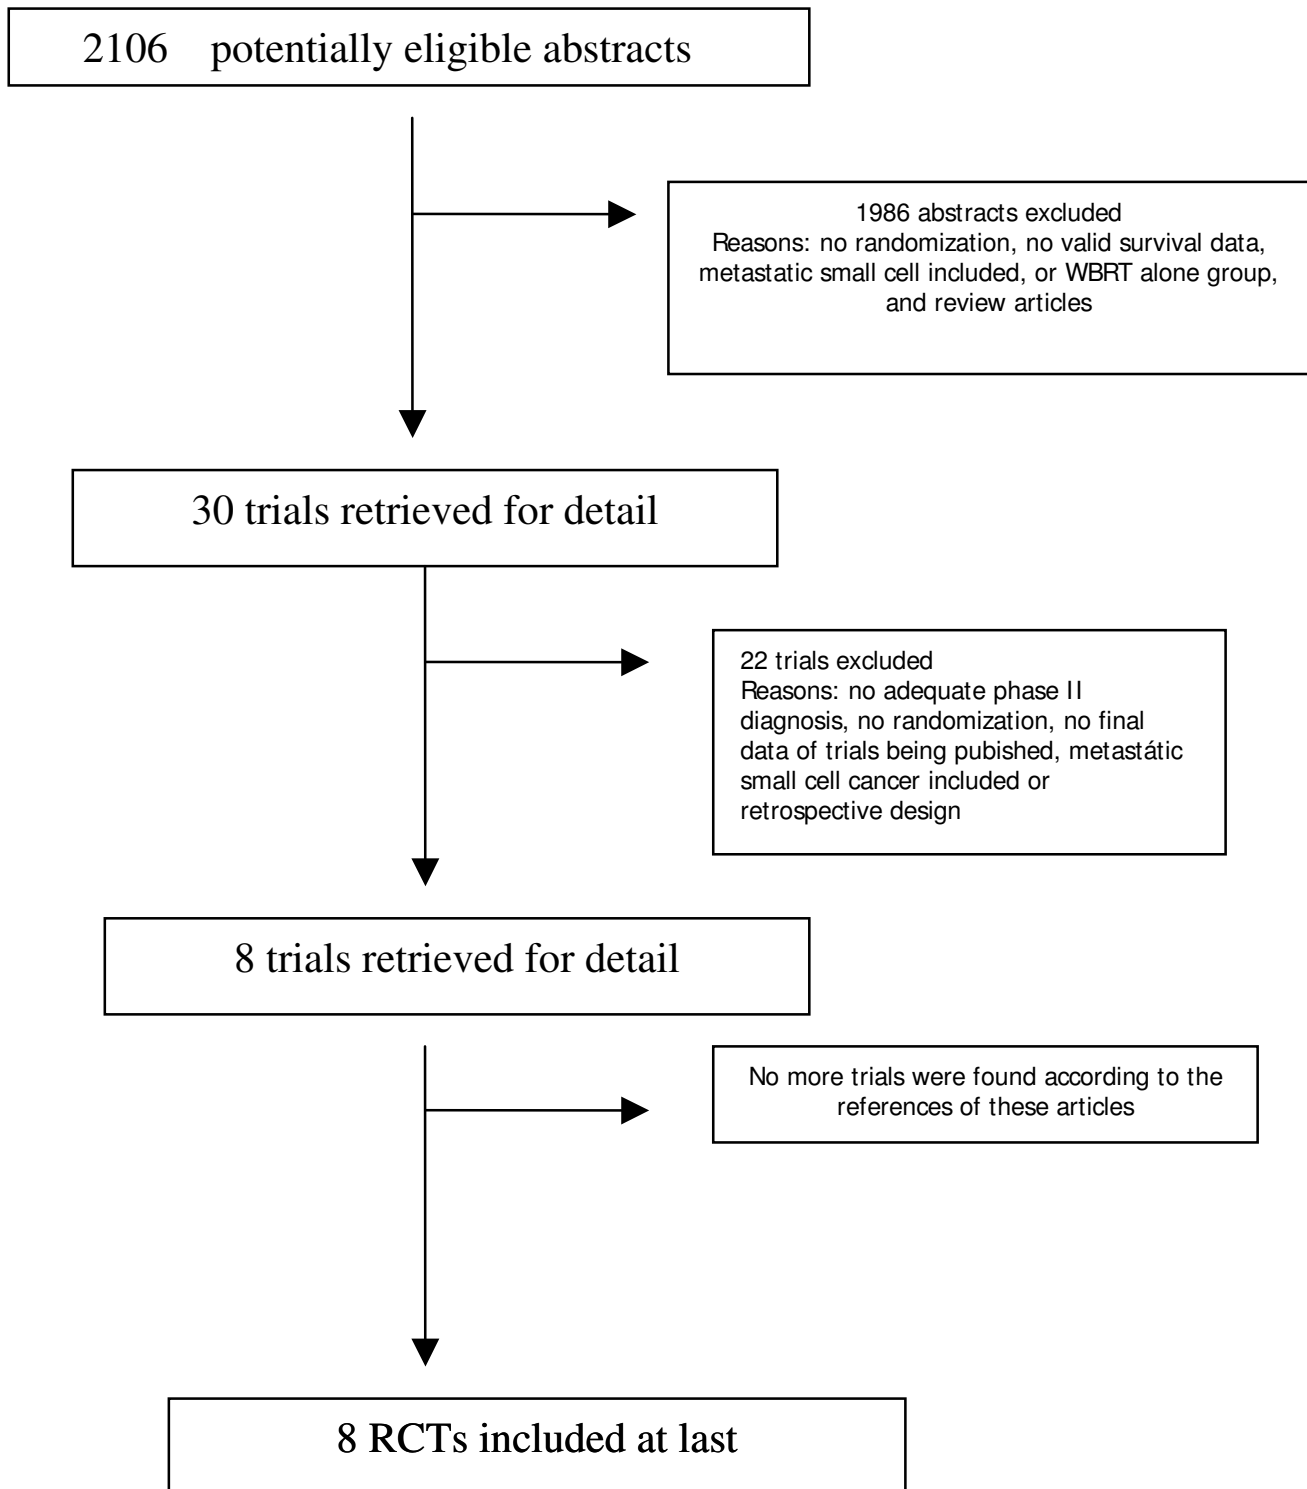 2106 potentially eligible abstracts
1986 abstracts excluded
Reasons: no randomization, no valid survival data,
metastatic small cell included, or WBRT alone group,
and review articles
30 trials retrieved for detail
22 trials excluded
Reasons: no adequate phase II
diagnosis, no randomization, no final
data of trials being pubished, metastátic
small cell cancer included or
retrospective design
8 trials retrieved for detail
No more trials were found according to the
references of these articles
8 RCTs included at last